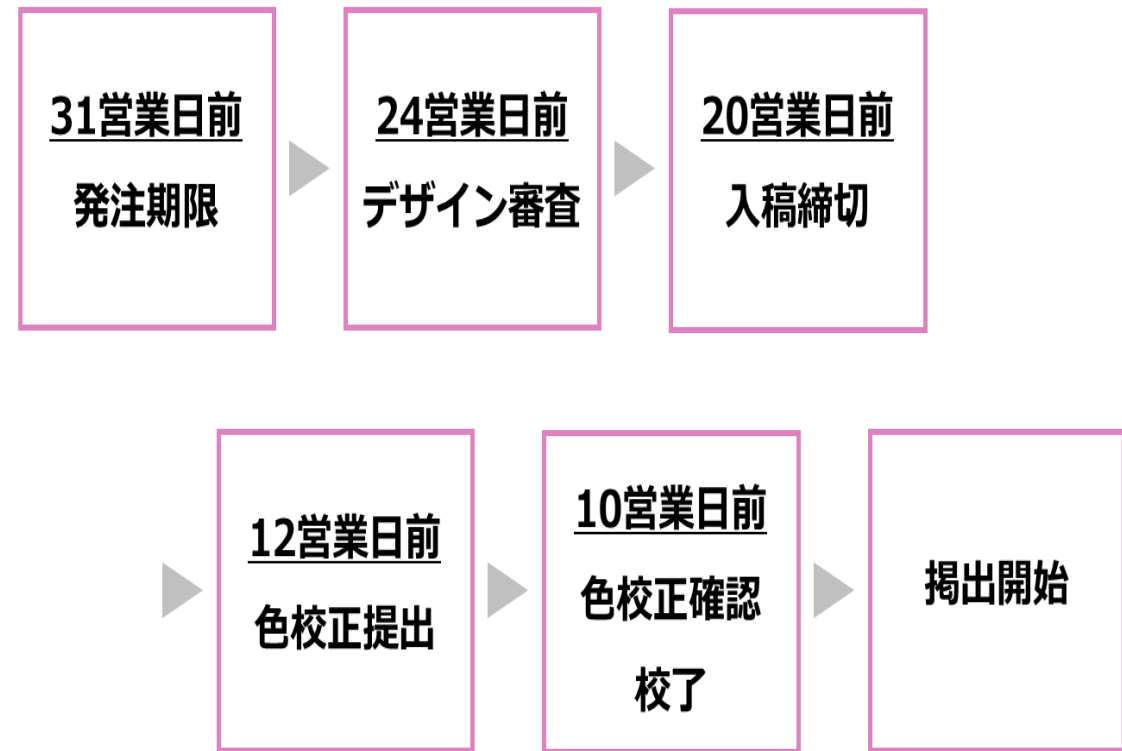 31営業日前
発注期限
24営業日前
デザイン審査
20営業日前
入稿締切
12営業日前
色校正提出
10営業日前
色校正確認
校了
掲出開始